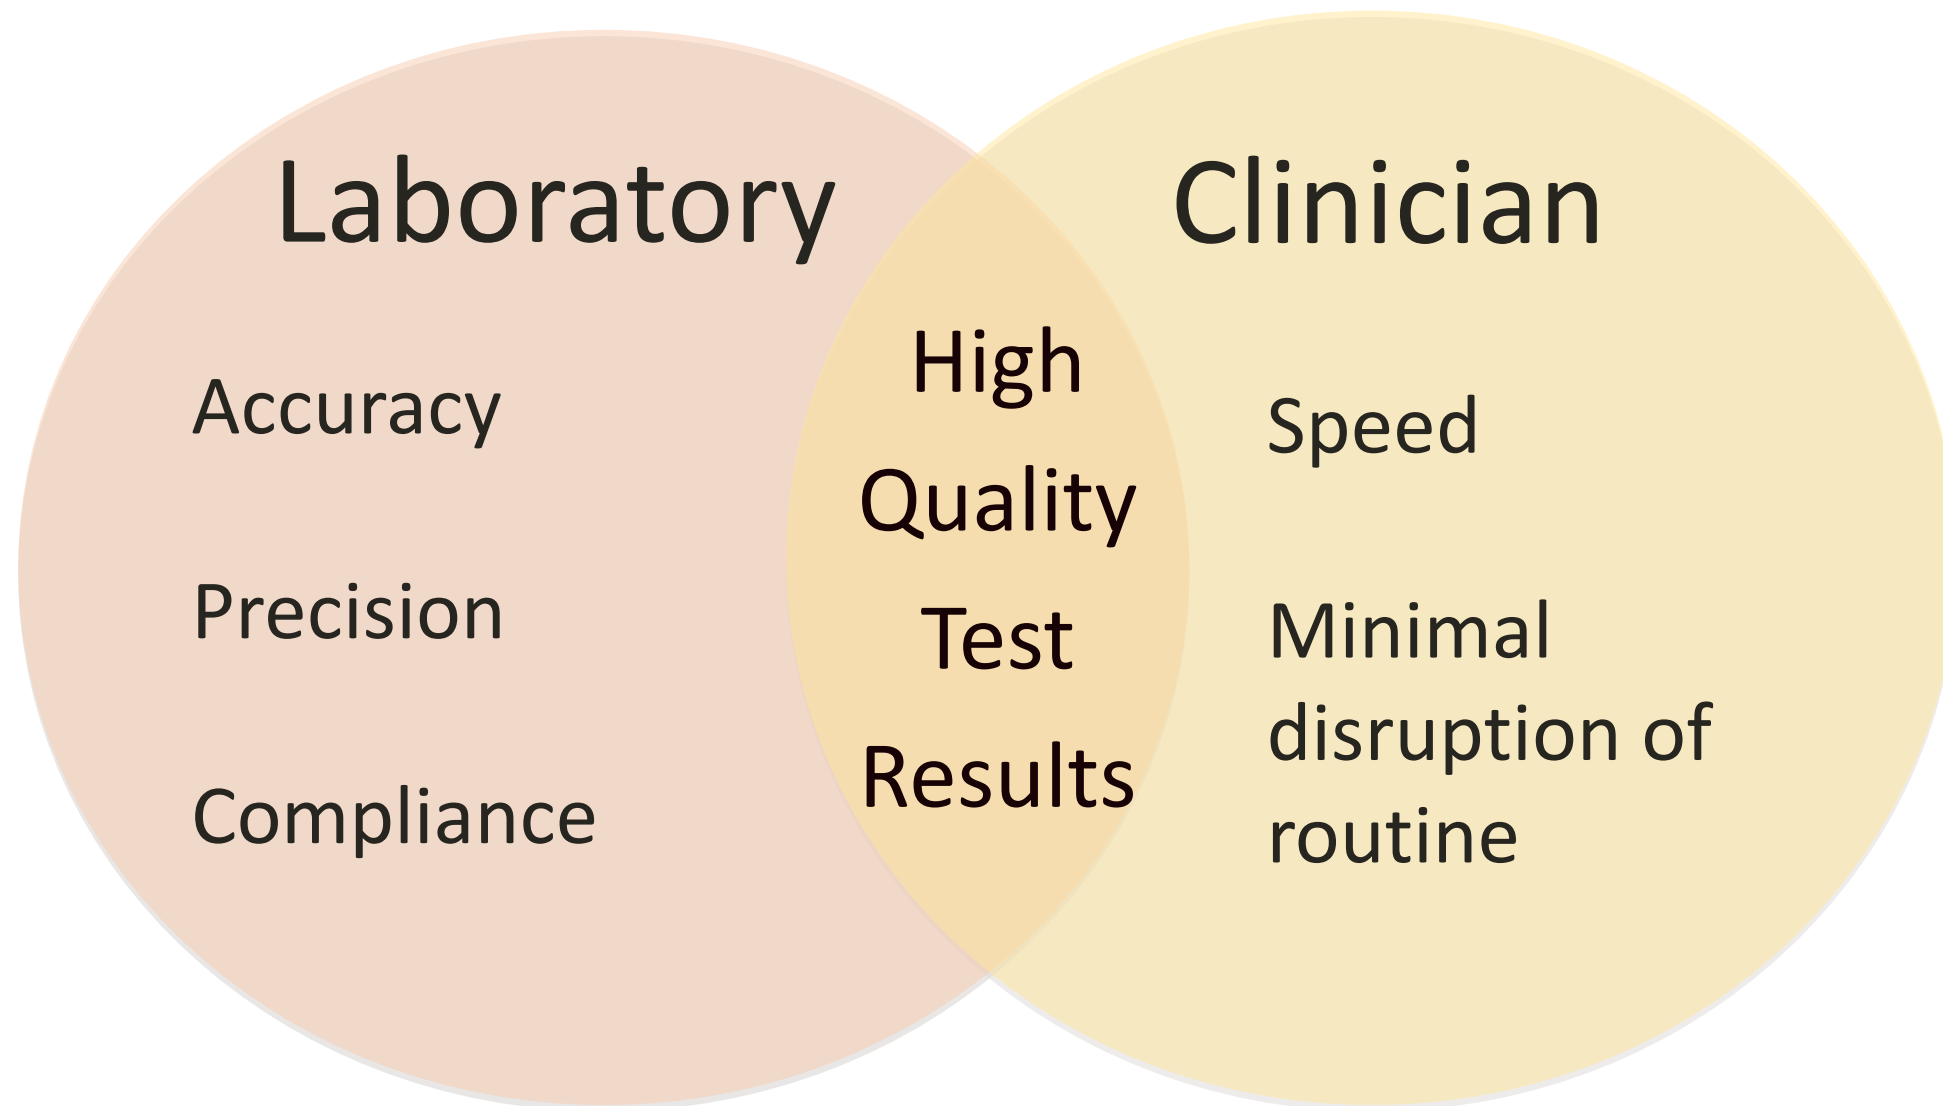 Laboratory
Accuracy
Precision
Compliance
High
Quality
Test
Results
Clinician
Speed
Minimal
disruption of
routine